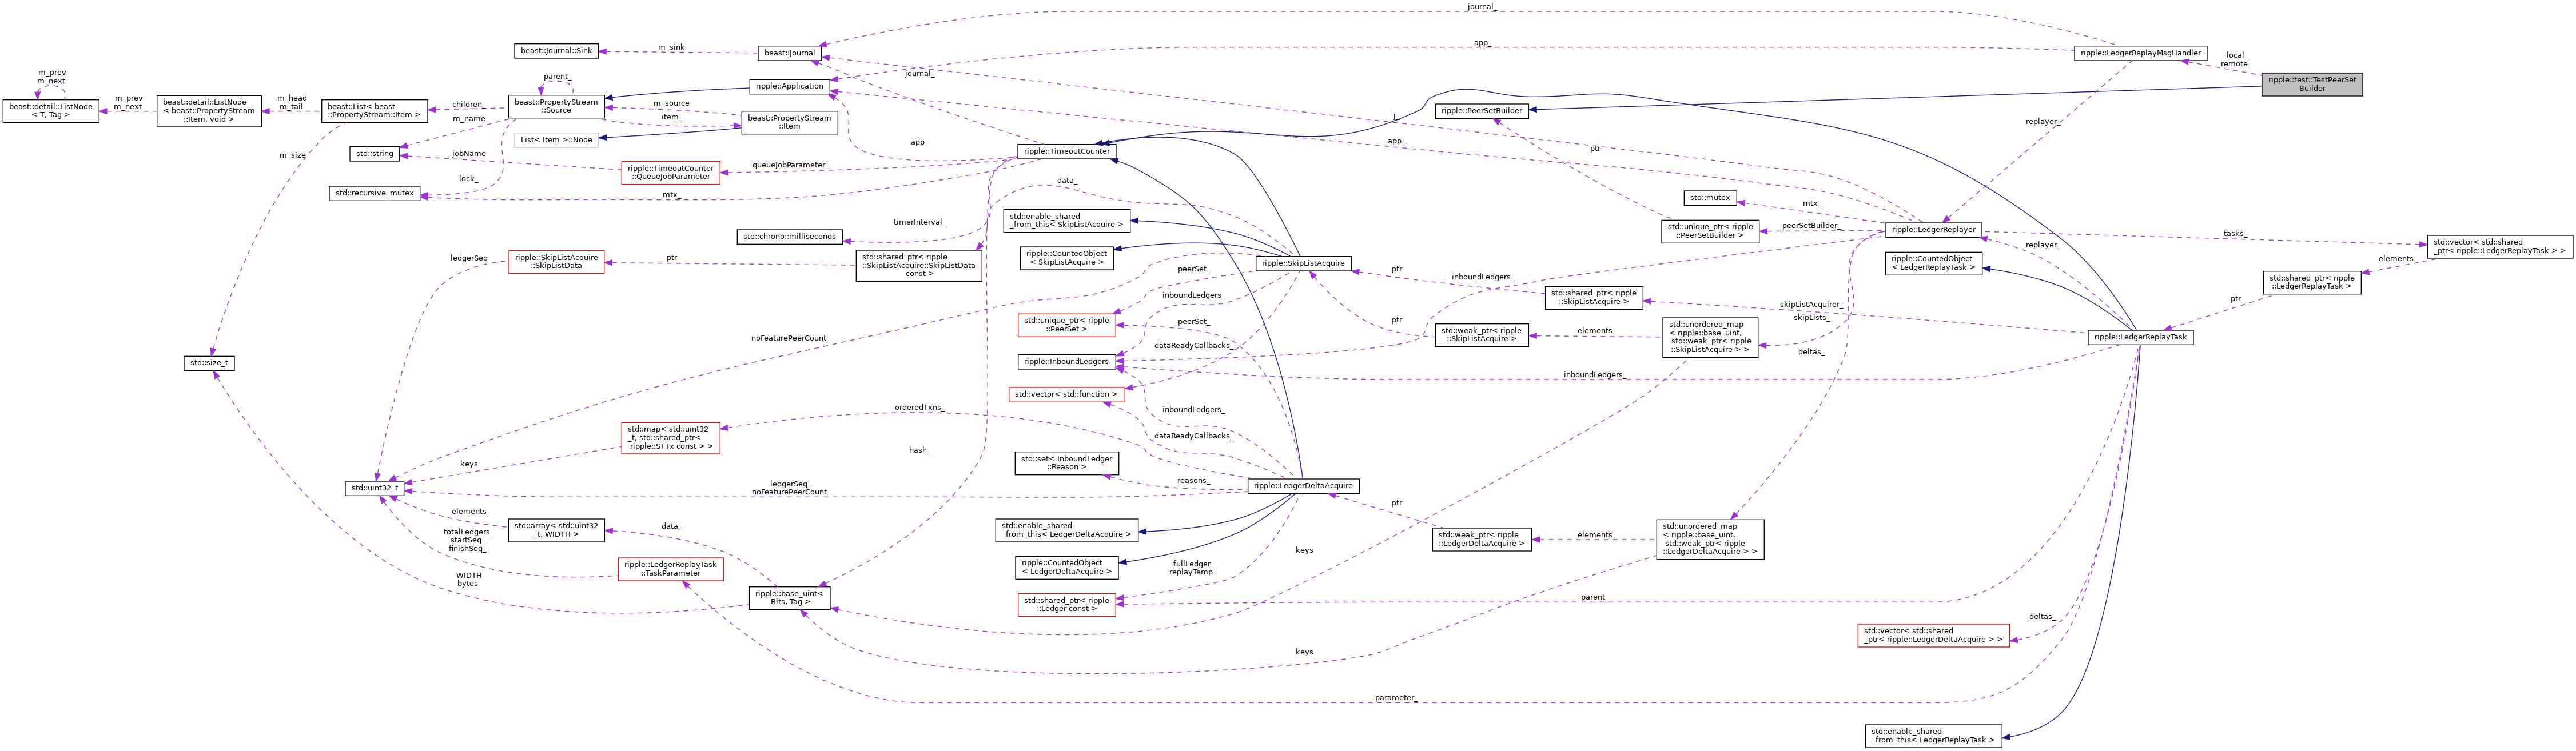 journal_
beast::Journal::Sink
m_sink
beast::Journal
app_
ripple::LedgerReplayMsgHandler
local
remote
ripple::test::TestPeerSet
Builder
m_prev
m_next
beast::detail::ListNode
< T, Tag >
m_prev
m_next
beast::detail::ListNode
< beast::PropertyStream
::Item, void >
m_head
m_tail
beast::List< beast
::PropertyStream::Item >
children_
parent_
beast::PropertyStream
::Source
m_source
item_
journal_
ripple::Application
beast::PropertyStream
::Item
List< Item >::Node
m_name
std::string
jobName
ripple::TimeoutCounter
::QueueJobParameter
queueJobParameter_
app_
ripple::TimeoutCounter
ripple::PeerSetBuilder
j_
app_
ptr
replayer_
m_size
lock_
std::recursive_mutex
mtx_
data_
timerInterval_
std::chrono::milliseconds
std::enable_shared
_from_this< SkipListAcquire >
ripple::CountedObject
< SkipListAcquire >
std::mutex
mtx_
std::unique_ptr< ripple
::PeerSetBuilder >
peerSetBuilder_
ripple::LedgerReplayer
tasks_
std::vector< std::shared
_ptr< ripple::LedgerReplayTask > >
elements
std::shared_ptr< ripple
::LedgerReplayTask >
ptr
ripple::LedgerReplayTask
replayer_
ripple::CountedObject
< LedgerReplayTask >
ledgerSeq
ripple::SkipListAcquire
::SkipListData
ptr
std::shared_ptr< ripple
::SkipListAcquire::SkipListData
const >
ripple::SkipListAcquire
peerSet_
inboundLedgers_
ptr
inboundLedgers_
std::shared_ptr< ripple
::SkipListAcquire >
skipListAcquirer_
skipLists_
std::unique_ptr< ripple
::PeerSet >
peerSet_
ptr
std::weak_ptr< ripple
::SkipListAcquire >
elements
std::unordered_map
< ripple::base_uint,
std::weak_ptr< ripple
::SkipListAcquire > >
deltas_
noFeaturePeerCount_
dataReadyCallbacks_
ripple::InboundLedgers
inboundLedgers_
std::size_t
std::vector< std::function >
inboundLedgers_
orderedTxns_
std::map< std::uint32
_t, std::shared_ptr<
ripple::STTx const > >
dataReadyCallbacks_
hash_
keys
std::set< InboundLedger
::Reason >
reasons_
std::uint32_t
ledgerSeq_
noFeaturePeerCount
ripple::LedgerDeltaAcquire
ptr
elements
std::array< std::uint32
_t, WIDTH >
data_
std::enable_shared
_from_this< LedgerDeltaAcquire >
std::weak_ptr< ripple
::LedgerDeltaAcquire >
elements
std::unordered_map
< ripple::base_uint,
std::weak_ptr< ripple
::LedgerDeltaAcquire > >
totalLedgers_
startSeq_
finishSeq_
keys
ripple::LedgerReplayTask
::TaskParameter
ripple::CountedObject
< LedgerDeltaAcquire >
fullLedger_
replayTemp_
WIDTH
bytes
ripple::base_uint<
Bits, Tag >
std::shared_ptr< ripple
::Ledger const >
parent_
deltas_
std::vector< std::shared
_ptr< ripple::LedgerDeltaAcquire > >
keys
parameter_
std::enable_shared
_from_this< LedgerReplayTask >